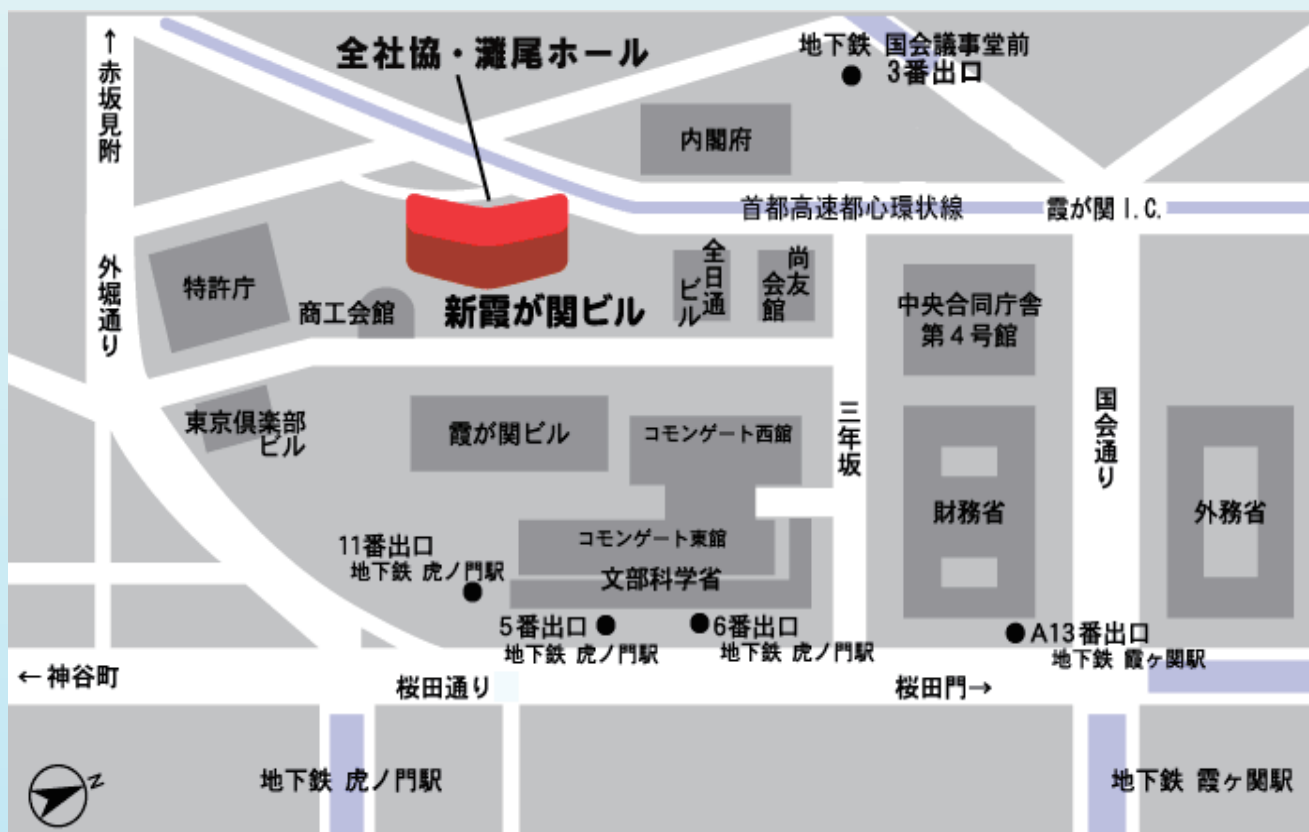 ↑赤坂見附
全社協・灘尾ホール
地下鉄 国会議事堂前
3番出口
内閣府
首都高速都心環状線
霞が関 I.C.
外堀通り
特許庁
商工会館
新霞が関ビル
全日通
ビル
尚友
会館
中央合同庁舎
第4号館
東京倶楽部
ビル
霞が関ビル
コモンゲート西館
三年坂
国会通り
財務省
外務省
コモンゲート東館
文部科学省
11番出口
地下鉄 虎ノ門駅
5番出口
地下鉄 虎ノ門駅
6番出口
地下鉄 虎ノ門駅
A13番出口
地下鉄 霞ヶ関駅
←神谷町
桜田通り
桜田門→
地下鉄 虎ノ門駅
地下鉄 霞ヶ関駅
N